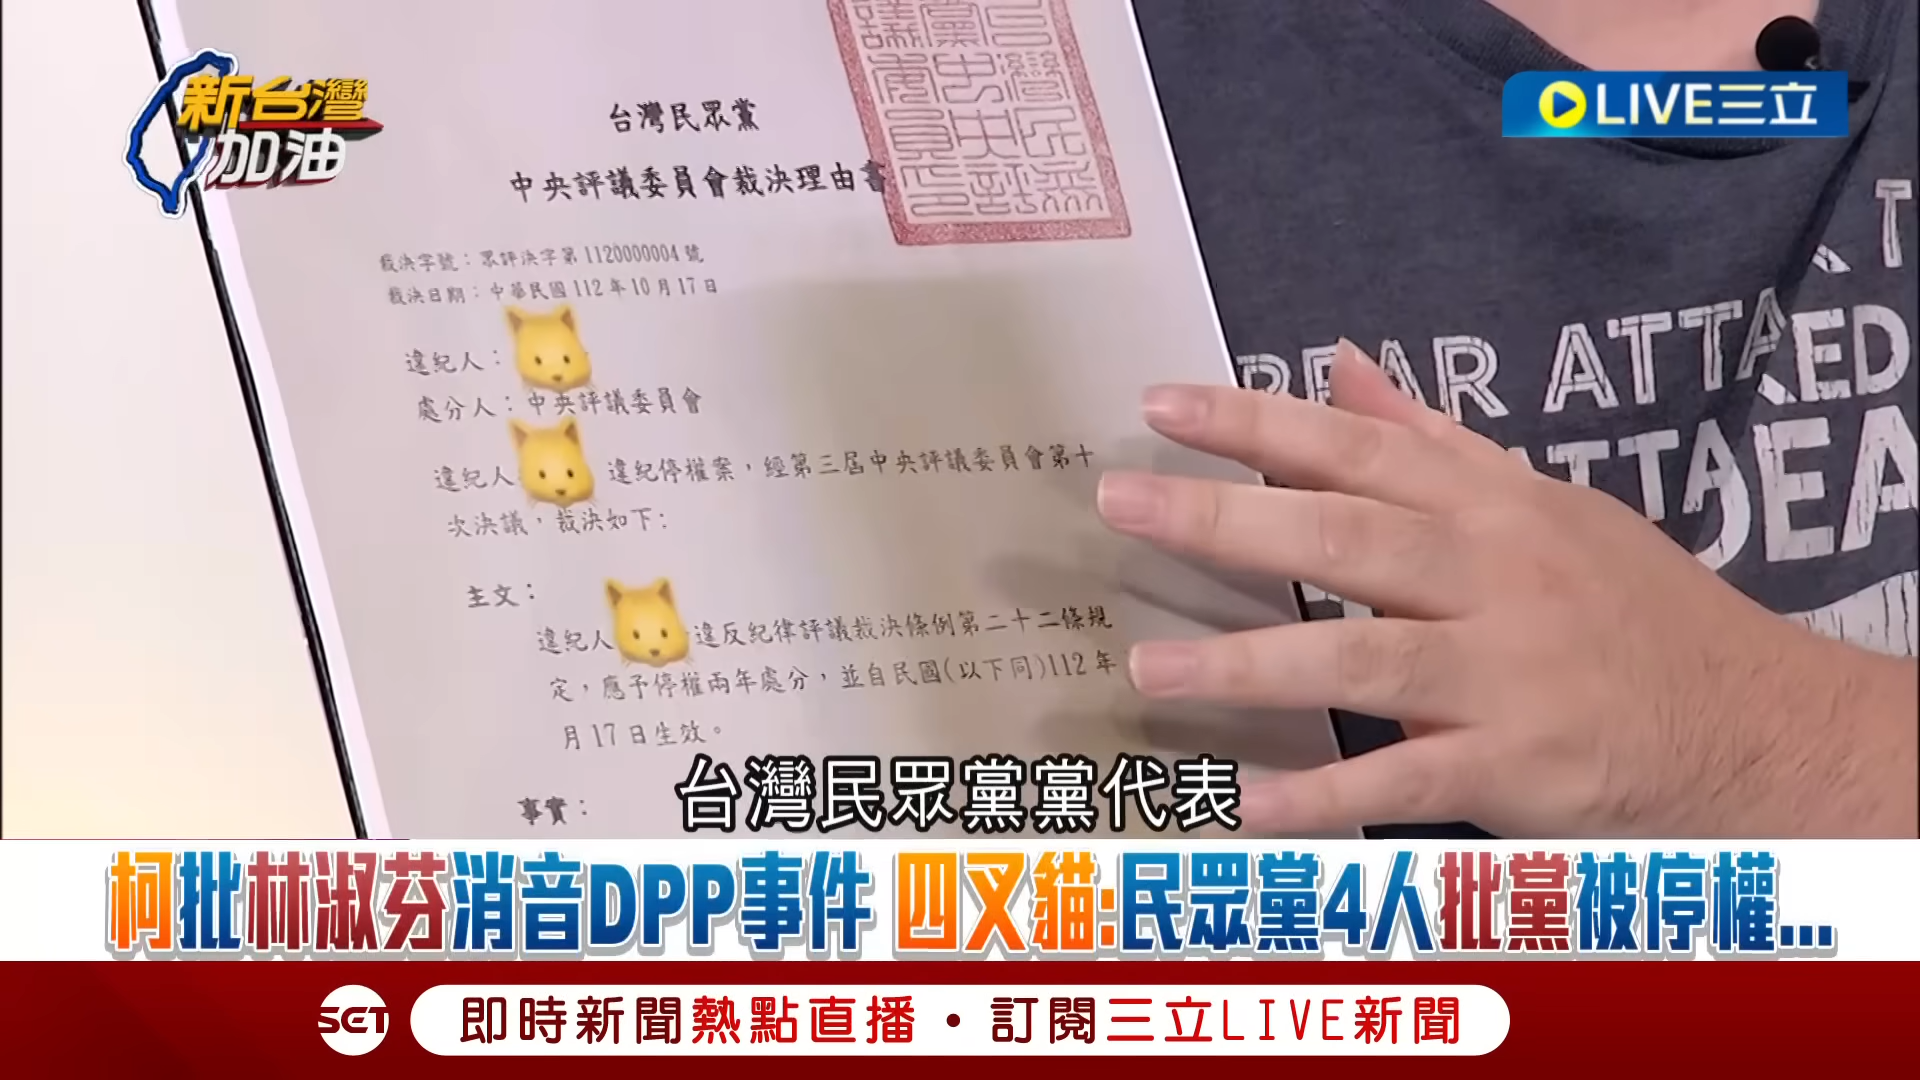 新台灣
加油
LIVE三立
台灣民眾黨
中央評議委員會裁決理由書
裁決字號：眾評決字第1120000004號
裁決日期：中華民國112年10月17日
違紀人：
處分人：中央評議委員會
違紀人 違紀停權案，經第三屆中央評議委員會第十
次決議，裁決如下：
主文：
違紀人 違反紀律評議裁決條例第二十二條規
定，應予停權兩年處分，並自民國(以下同)112年
月17日生效。
事實：
BEAR ATTACKED
台灣民眾黨黨代表
柯批林淑芬消音DPP事件 四叉貓:民眾黨4人批黨被停權...
SET
即時新聞熱點直播・訂閱三立LIVE新聞